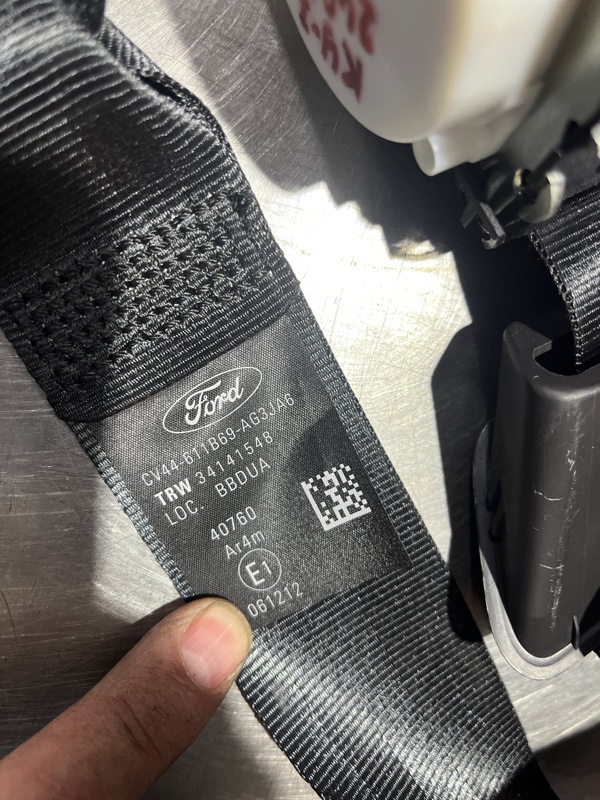 Ford
CV44-611B69-AG3JA6
TRW 34141548
LOC. BBDUA
40760
Ar4m
E1
061212